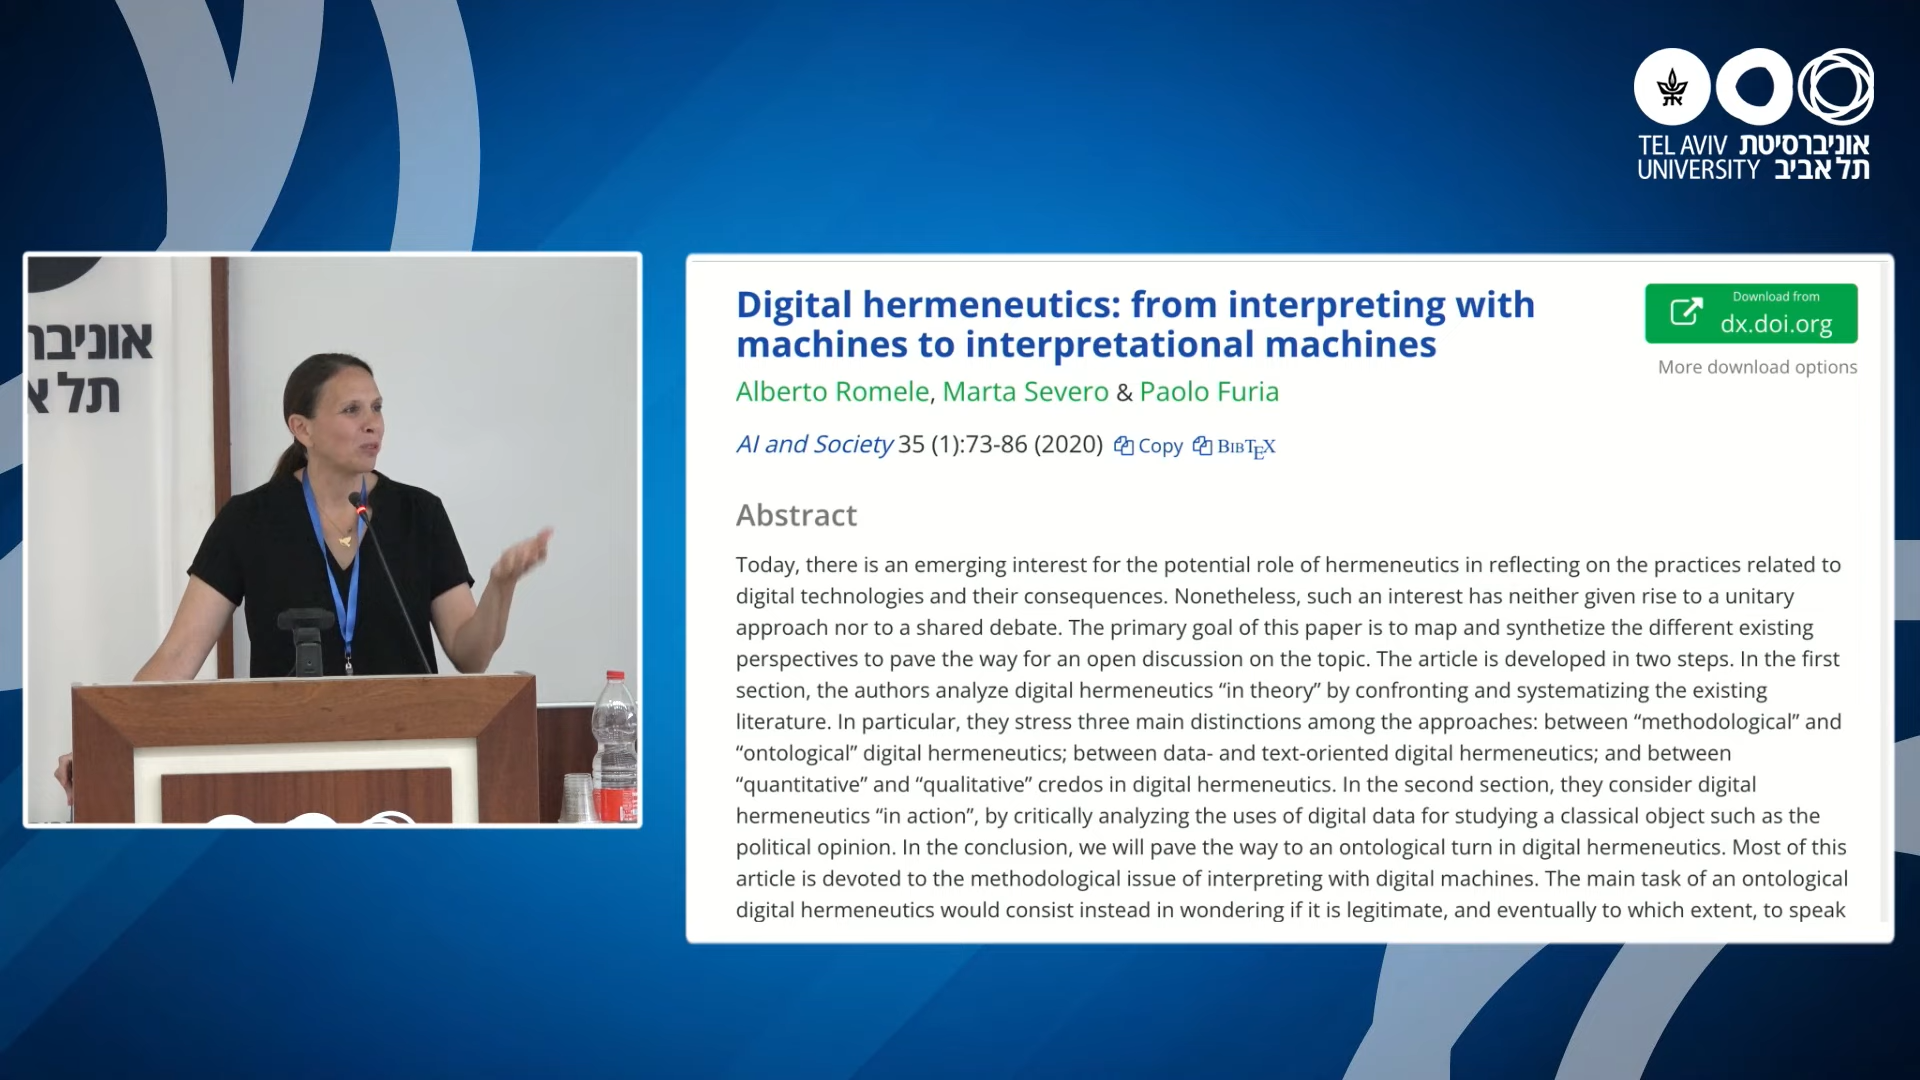 TEL AVIV אוניברסיטת
UNIVERSITY תל אביב
Digital hermeneutics: from interpreting with
machines to interpretational machines
Alberto Romele, Marta Severo & Paolo Furia
AI and Society 35 (1):73-86 (2020) Copy BIBTEX
Download from
dx.doi.org
More download options
Abstract
Today, there is an emerging interest for the potential role of hermeneutics in reflecting on the practices related to
digital technologies and their consequences. Nonetheless, such an interest has neither given rise to a unitary
approach nor to a shared debate. The primary goal of this paper is to map and synthetize the different existing
perspectives to pave the way for an open discussion on the topic. The article is developed in two steps. In the first
section, the authors analyze digital hermeneutics “in theory” by confronting and systematizing the existing
literature. In particular, they stress three main distinctions among the approaches: between “methodological” and
“ontological” digital hermeneutics; between data- and text-oriented digital hermeneutics; and between
“quantitative” and “qualitative” credos in digital hermeneutics. In the second section, they consider digital
hermeneutics “in action”, by critically analyzing the uses of digital data for studying a classical object such as the
political opinion. In the conclusion, we will pave the way to an ontological turn in digital hermeneutics. Most of this
article is devoted to the methodological issue of interpreting with digital machines. The main task of an ontological
digital hermeneutics would consist instead in wondering if it is legitimate, and eventually to which extent, to speak
אוניבר
תל א